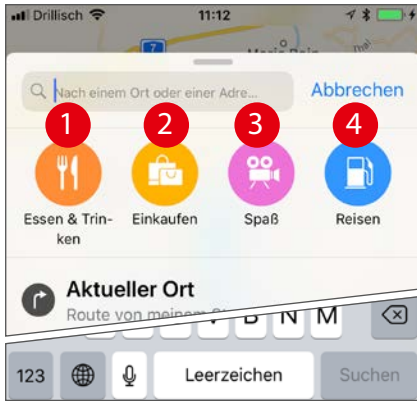 Drillisch 11:12
7
Maria Rain
Thal
Nach einem Ort oder einer Adre... Abbrechen
1 2 3 4
Essen & Trin-
ken
Einkaufen
Spaß
Reisen
Aktueller Ort
Route von meinem
V B N M
123 Leerzeichen Suchen